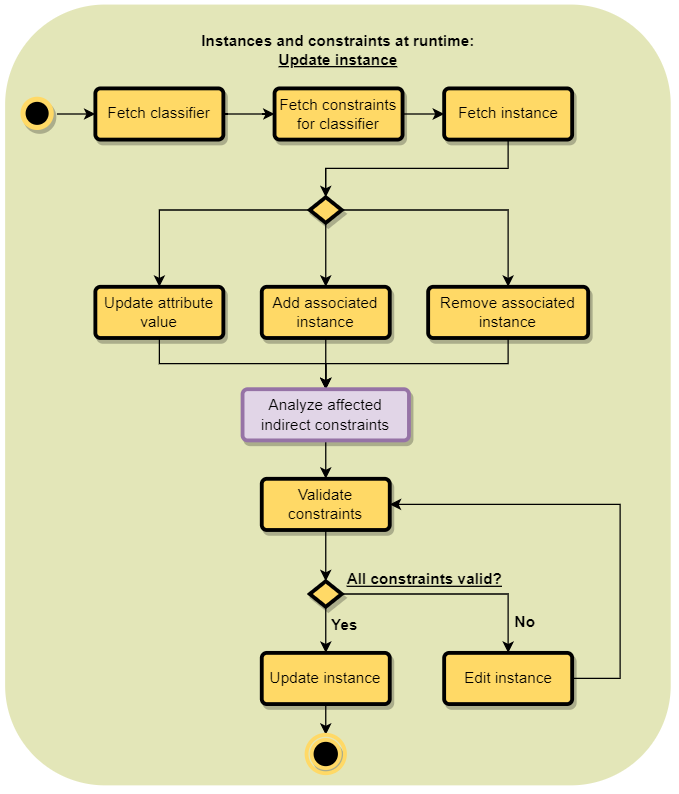 Instances and constraints at runtime:
Update instance
Fetch classifier
Fetch constraints
for classifier
Fetch instance
Update attribute
value
Add associated
instance
Remove associated
instance
Analyze affected
indirect constraints
Validate
constraints
All constraints valid?
Yes
No
Update instance
Edit instance